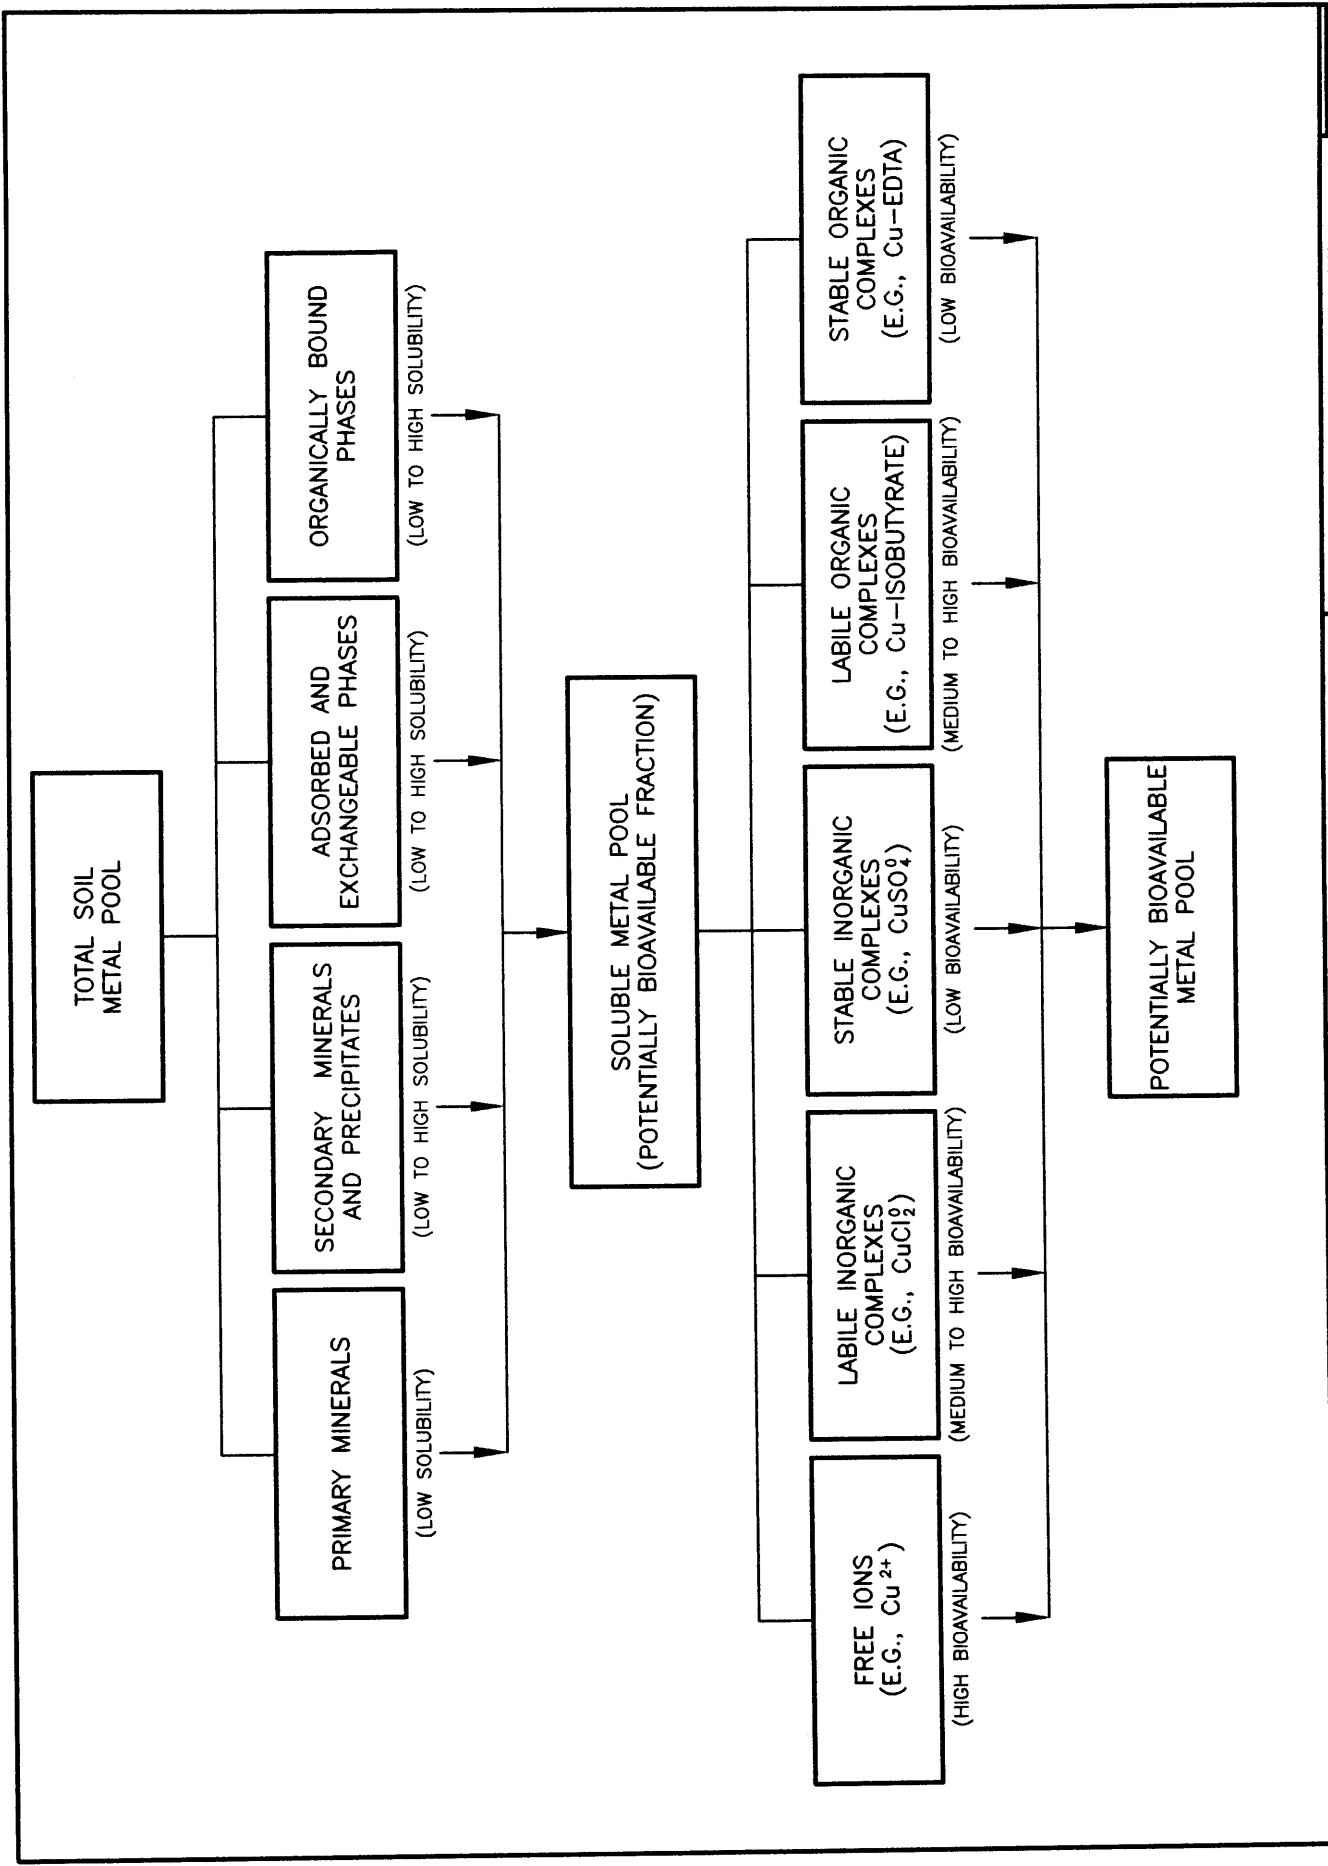 TOTAL SOIL
METAL POOL
PRIMARY MINERALS
(LOW SOLUBILITY)
SECONDARY MINERALS
AND PRECIPITATES
(LOW TO HIGH SOLUBILITY)
ADSORBED AND
EXCHANGEABLE PHASES
(LOW TO HIGH SOLUBILITY)
ORGANICALLY BOUND
PHASES
(LOW TO HIGH SOLUBILITY)
SOLUBLE METAL POOL
(POTENTIALLY BIOAVAILABLE FRACTION)
FREE IONS
(E.G., Cu²⁺)
(HIGH BIOAVAILABILITY)
LABILE INORGANIC
COMPLEXES
(E.G., CuCl₂⁰)
(MEDIUM TO HIGH BIOAVAILABILITY)
STABLE INORGANIC
COMPLEXES
(E.G., CuSO₄⁰)
(LOW BIOAVAILABILITY)
LABILE ORGANIC
COMPLEXES
(E.G., Cu–ISOBUTYRATE)
(MEDIUM TO HIGH BIOAVAILABILITY)
STABLE ORGANIC
COMPLEXES
(E.G., Cu–EDTA)
(LOW BIOAVAILABILITY)
POTENTIALLY BIOAVAILABLE
METAL POOL